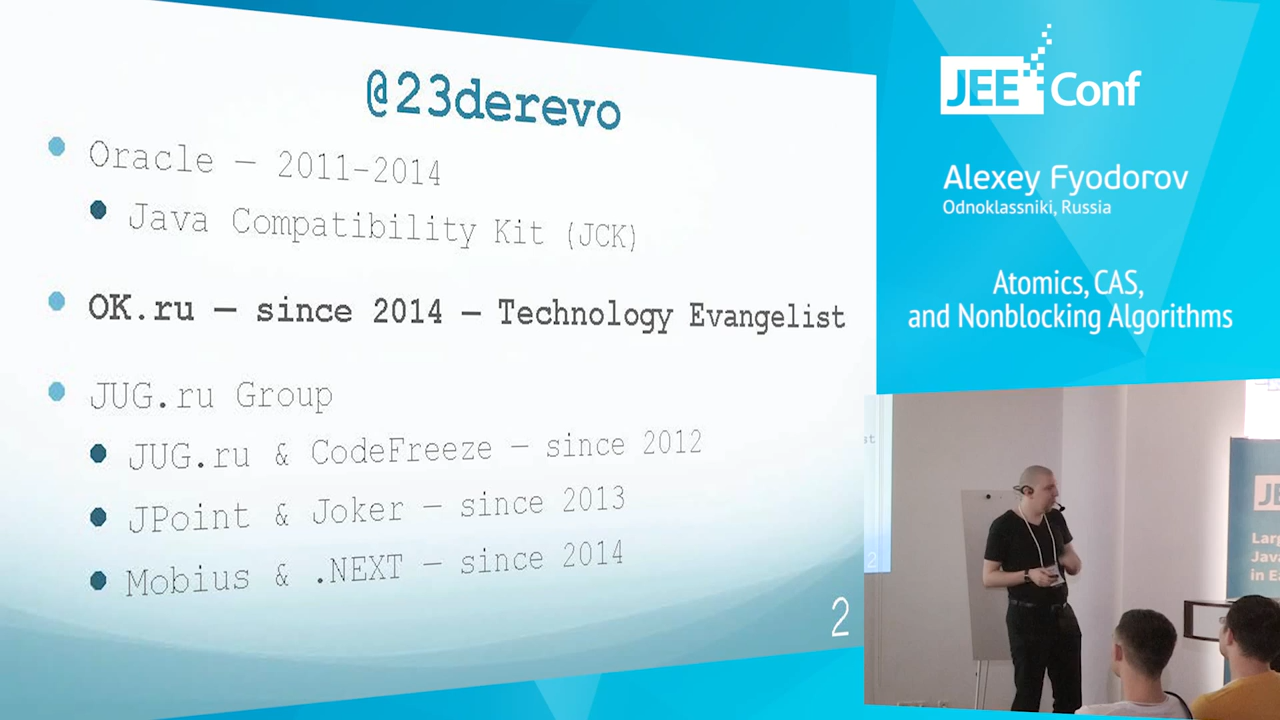 @23derevo
Oracle — 2011-2014
Java Compatibility Kit (JCK)
OK.ru — since 2014 — Technology Evangelist
JUG.ru Group
JUG.ru & CodeFreeze — since 2012
JPoint & Joker — since 2013
Mobius & .NEXT — since 2014
2
JEE Conf
Alexey Fyodorov
Odnoklassniki, Russia
Atomics, CAS,
and Nonblocking Algorithms
2